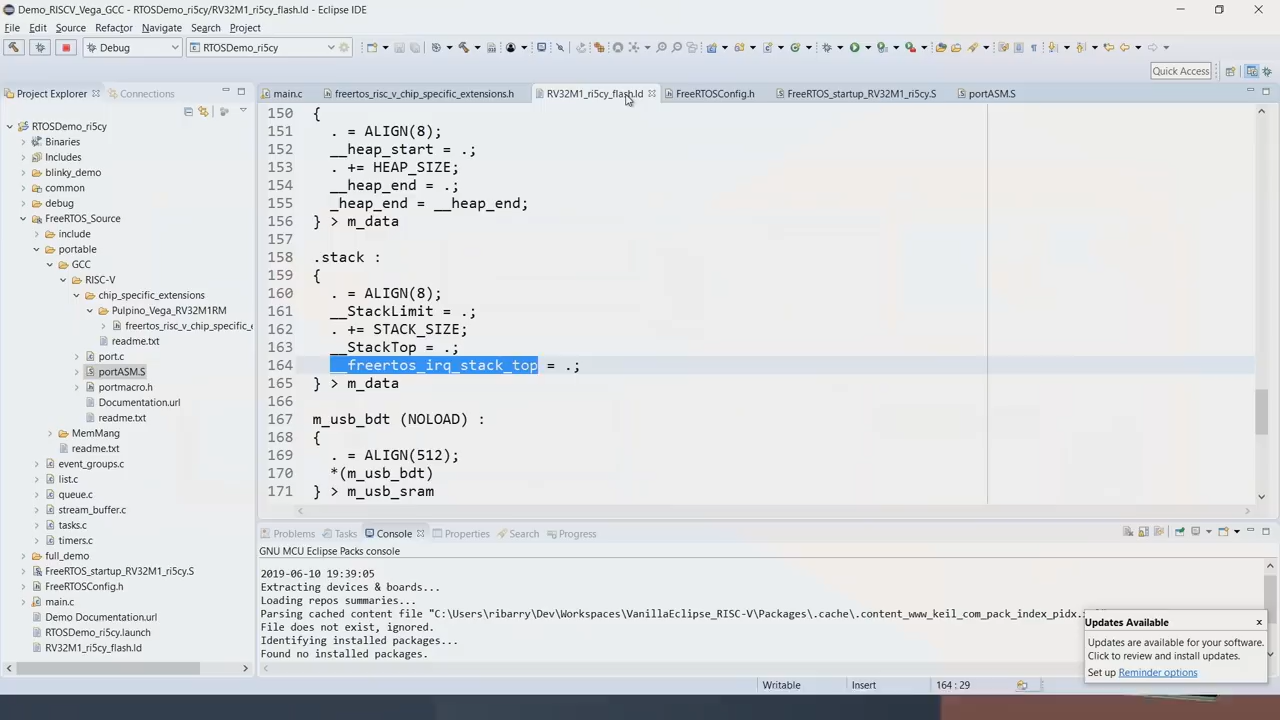 Demo_RISCV_Vega_GCC - RTOSDemo_ri5cy/RV32M1_ri5cy_flash.ld - Eclipse IDE
File Edit Source Refactor Navigate Search Project
Debug RTOSDemo_ri5cy
Quick Access
Project Explorer Connections
RTOSDemo_ri5cy
Binaries
Includes
blinky_demo
common
debug
FreeRTOS_Source
include
portable
GCC
RISC-V
chip_specific_extensions
Pulpino_Vega_RV32M1RM
freertos_risc_v_chip_specific_e
readme.txt
port.c
portASM.S
portmacro.h
Documentation.url
readme.txt
MemMang
readme.txt
event_groups.c
list.c
queue.c
stream_buffer.c
tasks.c
timers.c
full_demo
FreeRTOS_startup_RV32M1_ri5cy.S
FreeRTOSConfig.h
main.c
Demo Documentation.url
RTOSDemo_ri5cy.launch
RV32M1_ri5cy_flash.ld
main.c freertos_risc_v_chip_specific_extensions.h RV32M1_ri5cy_flash.ld FreeRTOSConfig.h FreeRTOS_startup_RV32M1_ri5cy.S portASM.S
150 {
151 . = ALIGN(8);
152 __heap_start = .;
153 . += HEAP_SIZE;
154 __heap_end = .;
155 _heap_end = __heap_end;
156 } > m_data
157
158 .stack :
159 {
160 . = ALIGN(8);
161 __StackLimit = .;
162 . += STACK_SIZE;
163 __StackTop = .;
164 __freertos_irq_stack_top = .;
165 } > m_data
166
167 m_usb_bdt (NOLOAD) :
168 {
169 . = ALIGN(512);
170 *(m_usb_bdt)
171 } > m_usb_sram
Problems Tasks Console Properties Search Progress
GNU MCU Eclipse Packs console
2019-06-10 19:39:05
Extracting devices & boards...
Loading repos summaries...
Parsing cached content file "C:\Users\ribarry\Dev\Workspaces\VanillaEclipse_RISC-V\Packages\.cache\.content_www_keil_com_pack_index_pidx.
File does not exist, ignored.
Identifying installed packages...
Found no installed packages.
Updates Available
Updates are available for your software.
Click to review and install updates.
Set up Reminder options
Writable Insert 164 : 29